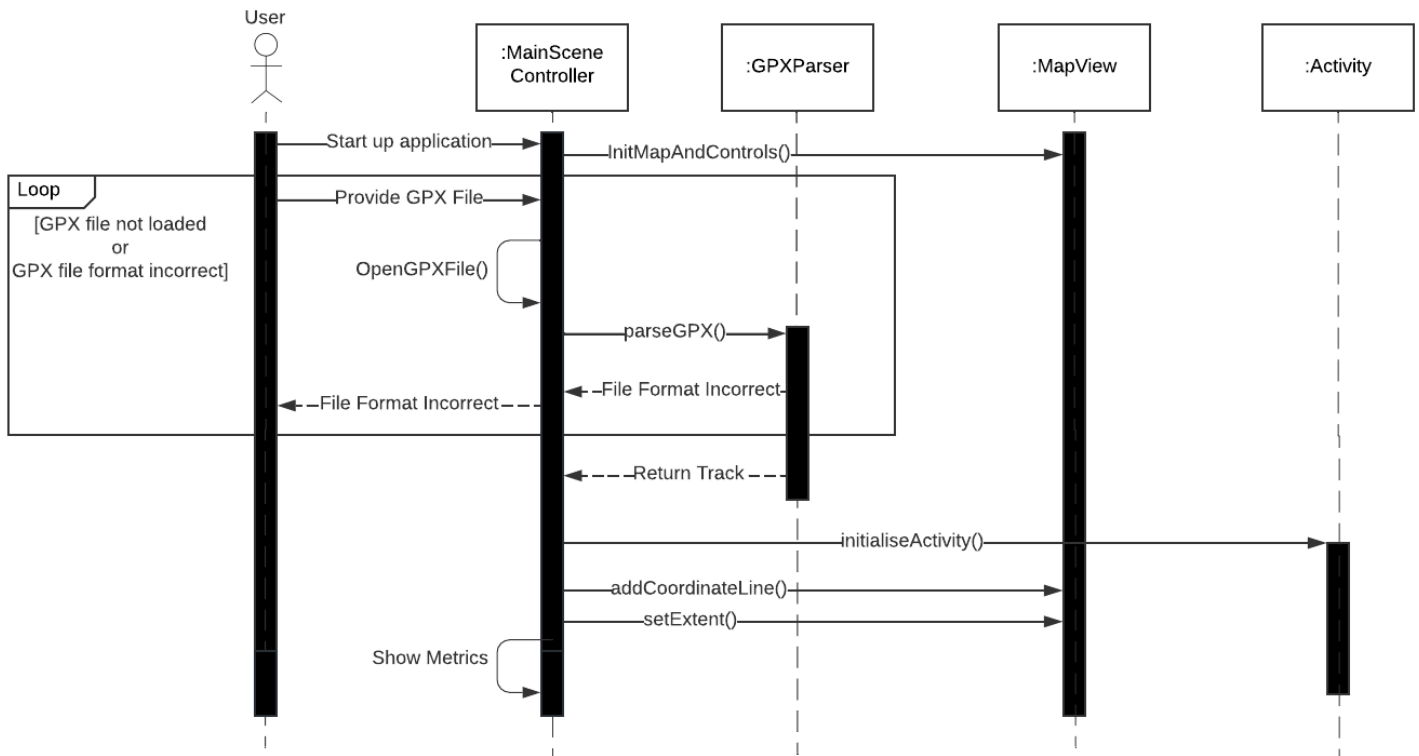 User
:MainScene
Controller
:GPXParser
:MapView
:Activity
Start up application
InitMapAndControls()
Loop
Provide GPX File
[GPX file not loaded
or
GPX file format incorrect]
OpenGPXFile()
parseGPX()
File Format Incorrect
File Format Incorrect
Return Track
initialiseActivity()
addCoordinateLine()
setExtent()
Show Metrics